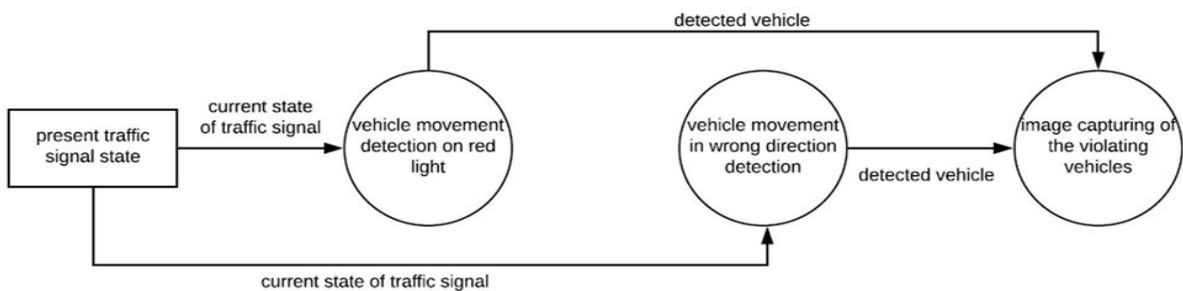 detected vehicle
current state
of traffic signal
present traffic
signal state
vehicle movement
detection on red
light
vehicle movement
in wrong direction
detection
image capturing of
the violating
vehicles
detected vehicle
current state of traffic signal